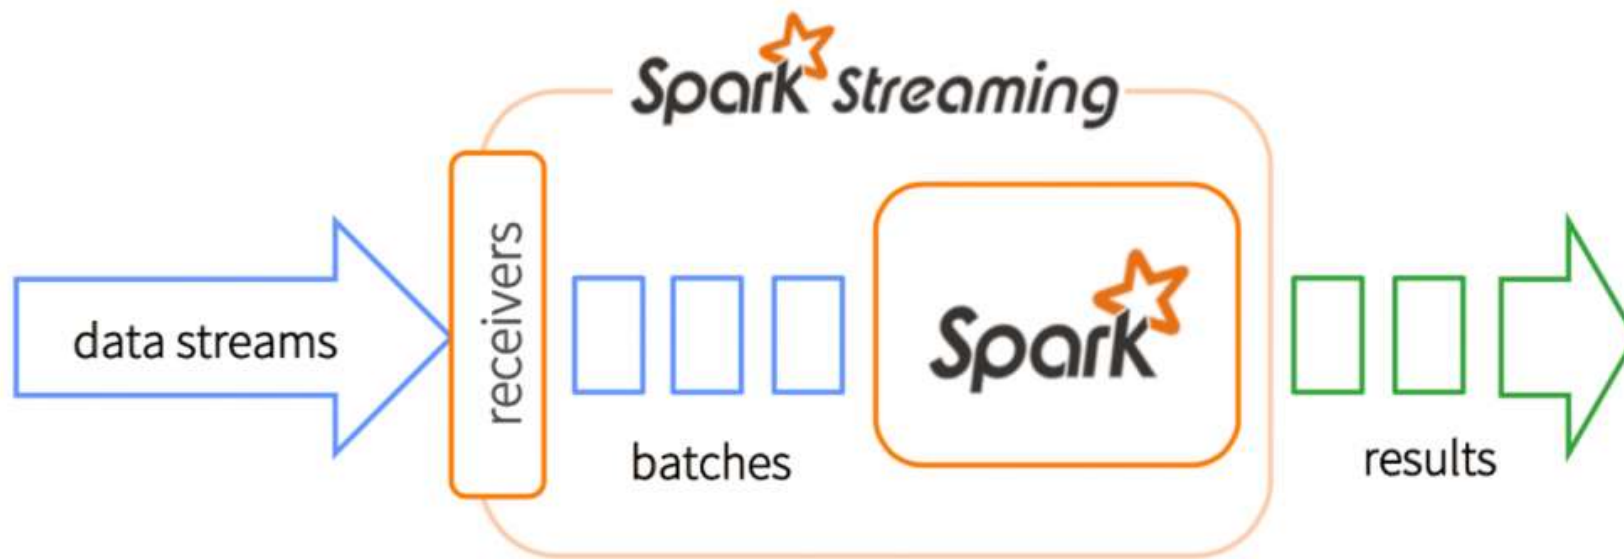 Spark Streaming
data streams
receivers
batches
Spark
results